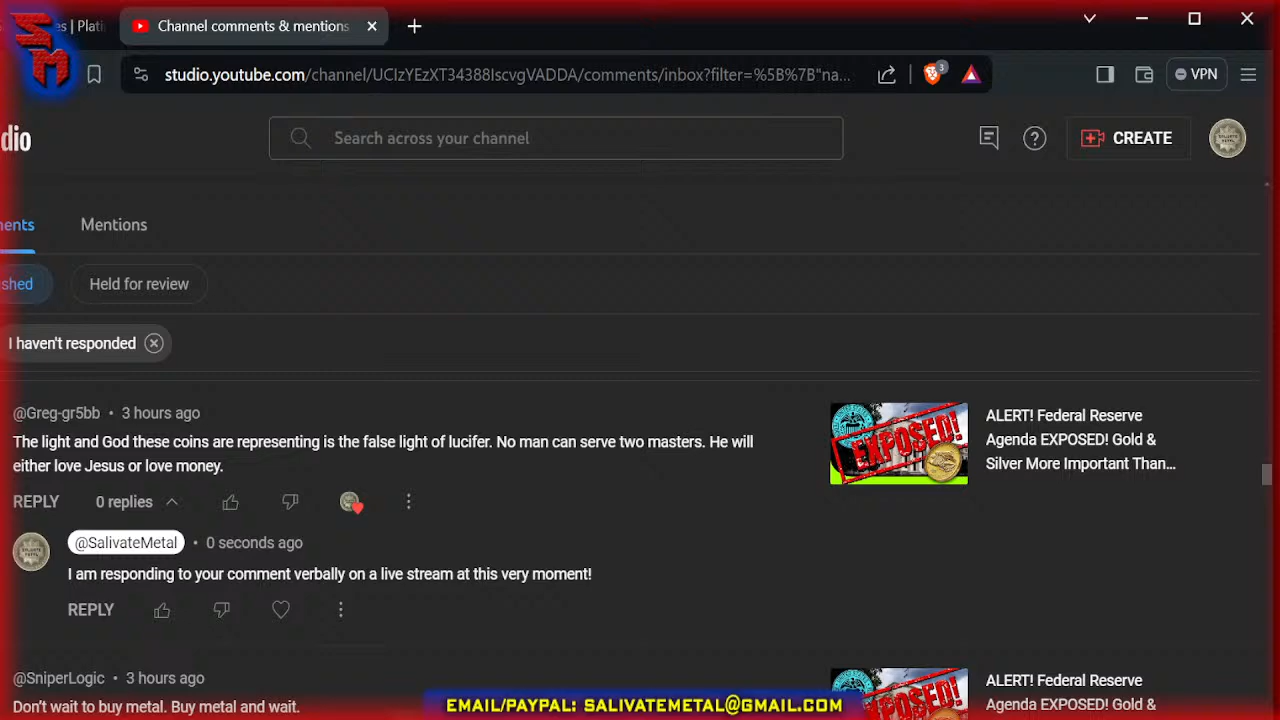 SM
es | Plati
Channel comments & mentions
studio.youtube.com/channel/UCIzYEzXT34388IscvgVADDA/comments/inbox?filter=%5B%7B"na...
3
VPN
dio
Search across your channel
CREATE
nents
Mentions
shed
Held for review
I haven't responded
@Greg-gr5bb • 3 hours ago
The light and God these coins are representing is the false light of lucifer. No man can serve two masters. He will
either love Jesus or love money.
REPLY 0 replies
EXPOSED!
ALERT! Federal Reserve
Agenda EXPOSED! Gold &
Silver More Important Than...
@SalivateMetal • 0 seconds ago
I am responding to your comment verbally on a live stream at this very moment!
REPLY
@SniperLogic • 3 hours ago
Don't wait to buy metal. Buy metal and wait.
ALERT! Federal Reserve
Agenda EXPOSED! Gold &
EMAIL/PAYPAL: SALIVATEMETAL@GMAIL.COM